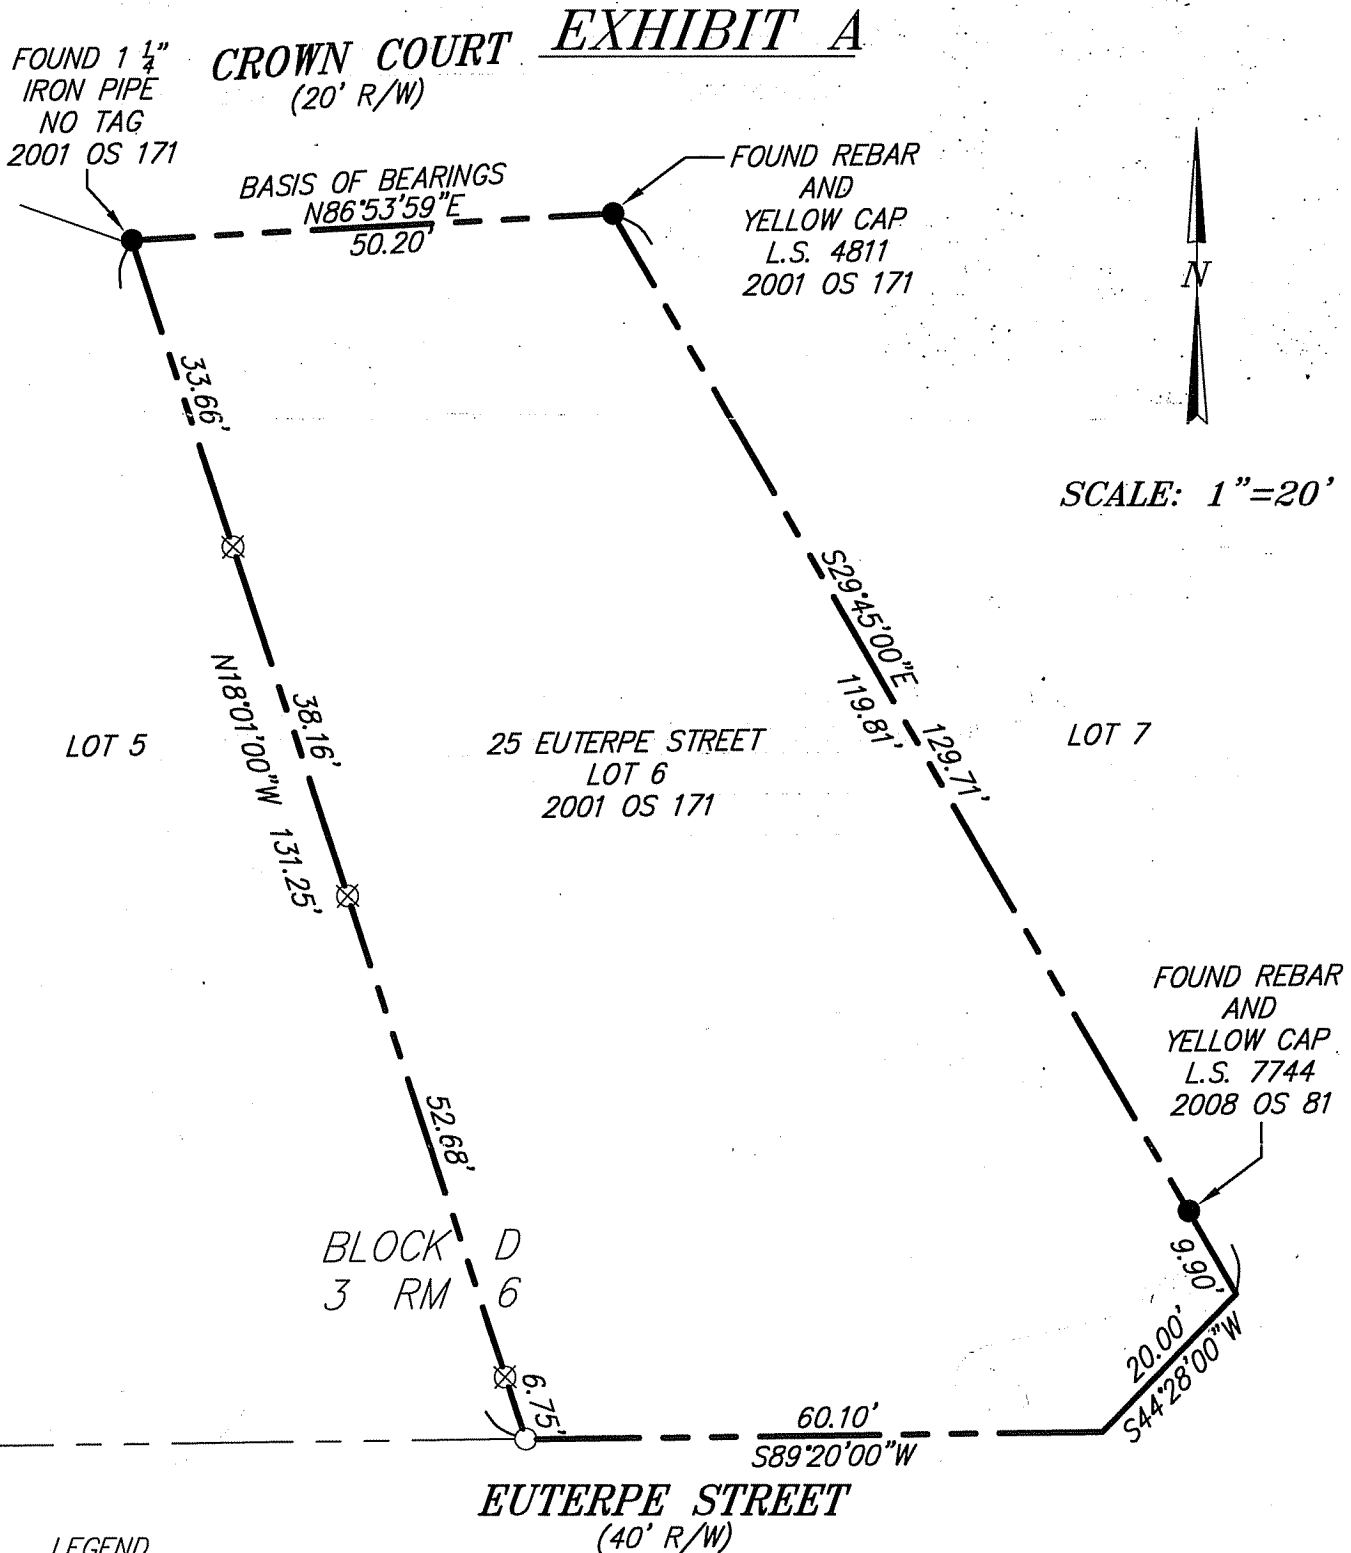 EXHIBIT A
FOUND 1 1/4"
IRON PIPE
NO TAG
2001 OS 171
CROWN COURT
(20' R/W)
BASIS OF BEARINGS
N86°53'59"E
50.20'
FOUND REBAR
AND
YELLOW CAP
L.S. 4811
2001 OS 171
N
SCALE: 1"=20'
33.66'
S29°45'00"E
119.81'
129.71'
N18°01'00"W 131.25'
38.16'
LOT 5
25 EUTERPE STREET
LOT 6
2001 OS 171
LOT 7
FOUND REBAR
AND
YELLOW CAP
L.S. 7744
2008 OS 81
52.68'
BLOCK D
3 RM 6
9.90'
20.00'
S44°28'00"W
6.75'
60.10'
S89°20'00"W
EUTERPE STREET
(40' R/W)
LEGEND